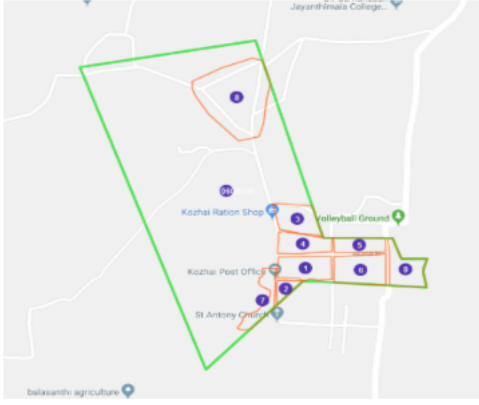 Jayanthimala College...
8
Kozhai Ration Shop
3
Volleyball Ground
4
5
Kozhai Post Office
1
6
9
2
7
St Antony Church
balasanthi agriculture